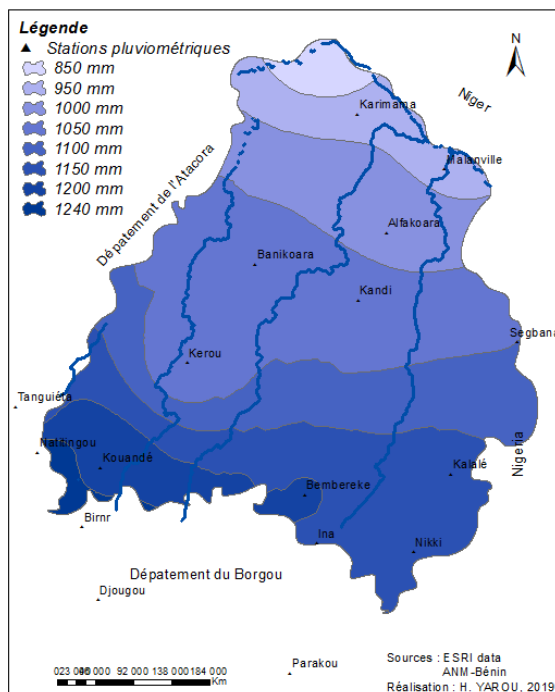 Légende
Stations pluviométriques
850 mm
950 mm
1000 mm
1050 mm
1100 mm
1150 mm
1200 mm
1240 mm
N
Niger
Karimama
Malanville
Département de l'Atacora
Alfakoara
Banikoara
Kandi
Segbana
Kerou
Tanguiéta
Natitingou
Kouandé
Kalalé
Nigeria
Bembereke
Birnr
Ina
Nikki
Dépatement du Borgou
Djougou
Parakou
92 000 138 000 184 000
Km
Sources : ESRI data
ANM-Bénin
Réalisation : H. YAROU, 2019